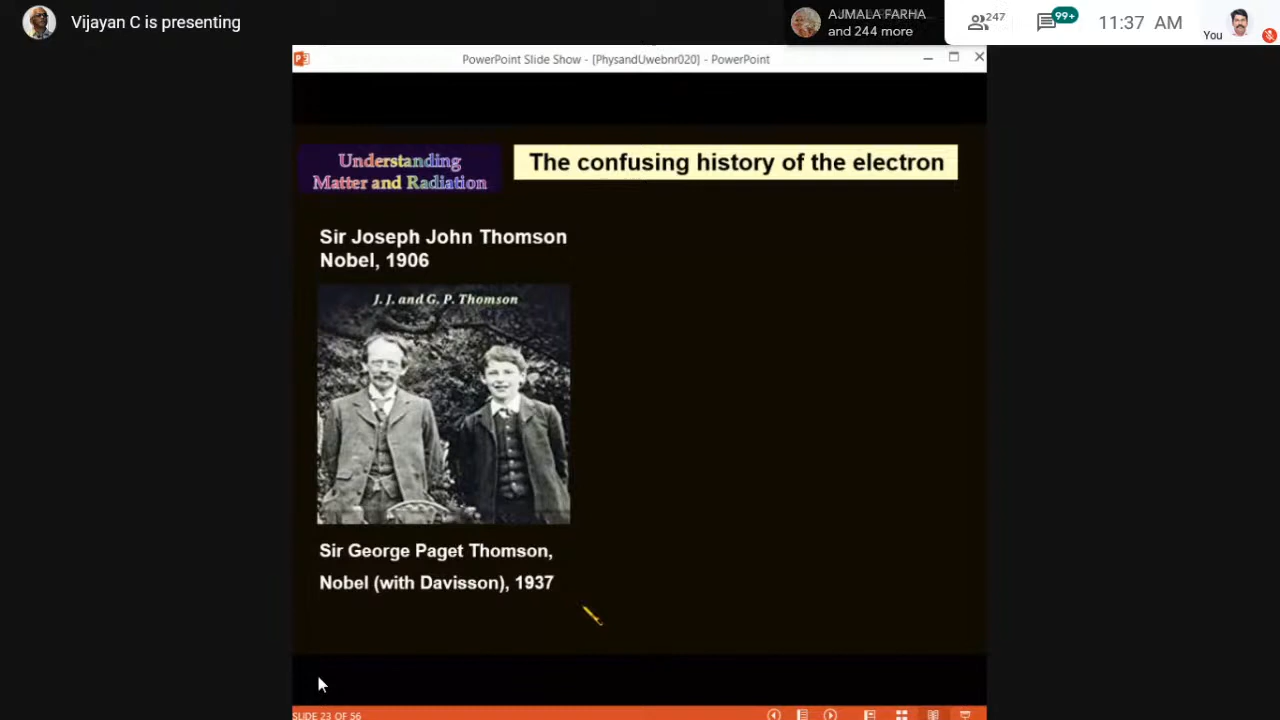 Vijayan C is presenting
AJMALA FARHA
and 244 more
247
99+
11:37 AM
You
PowerPoint Slide Show - [PhysandUwebnr020] - PowerPoint
Understanding
Matter and Radiation
The confusing history of the electron
Sir Joseph John Thomson
Nobel, 1906
J. J. and G. P. Thomson
Sir George Paget Thomson,
Nobel (with Davisson), 1937
SLIDE 23 OF 56